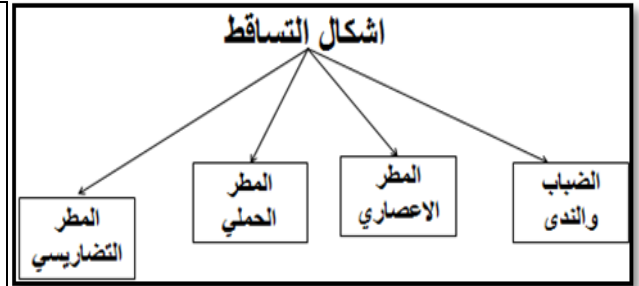 اشكال التساقط
الضباب
والندى
المطر
الاعصاري
المطر
الحملي
المطر
التضاريسي